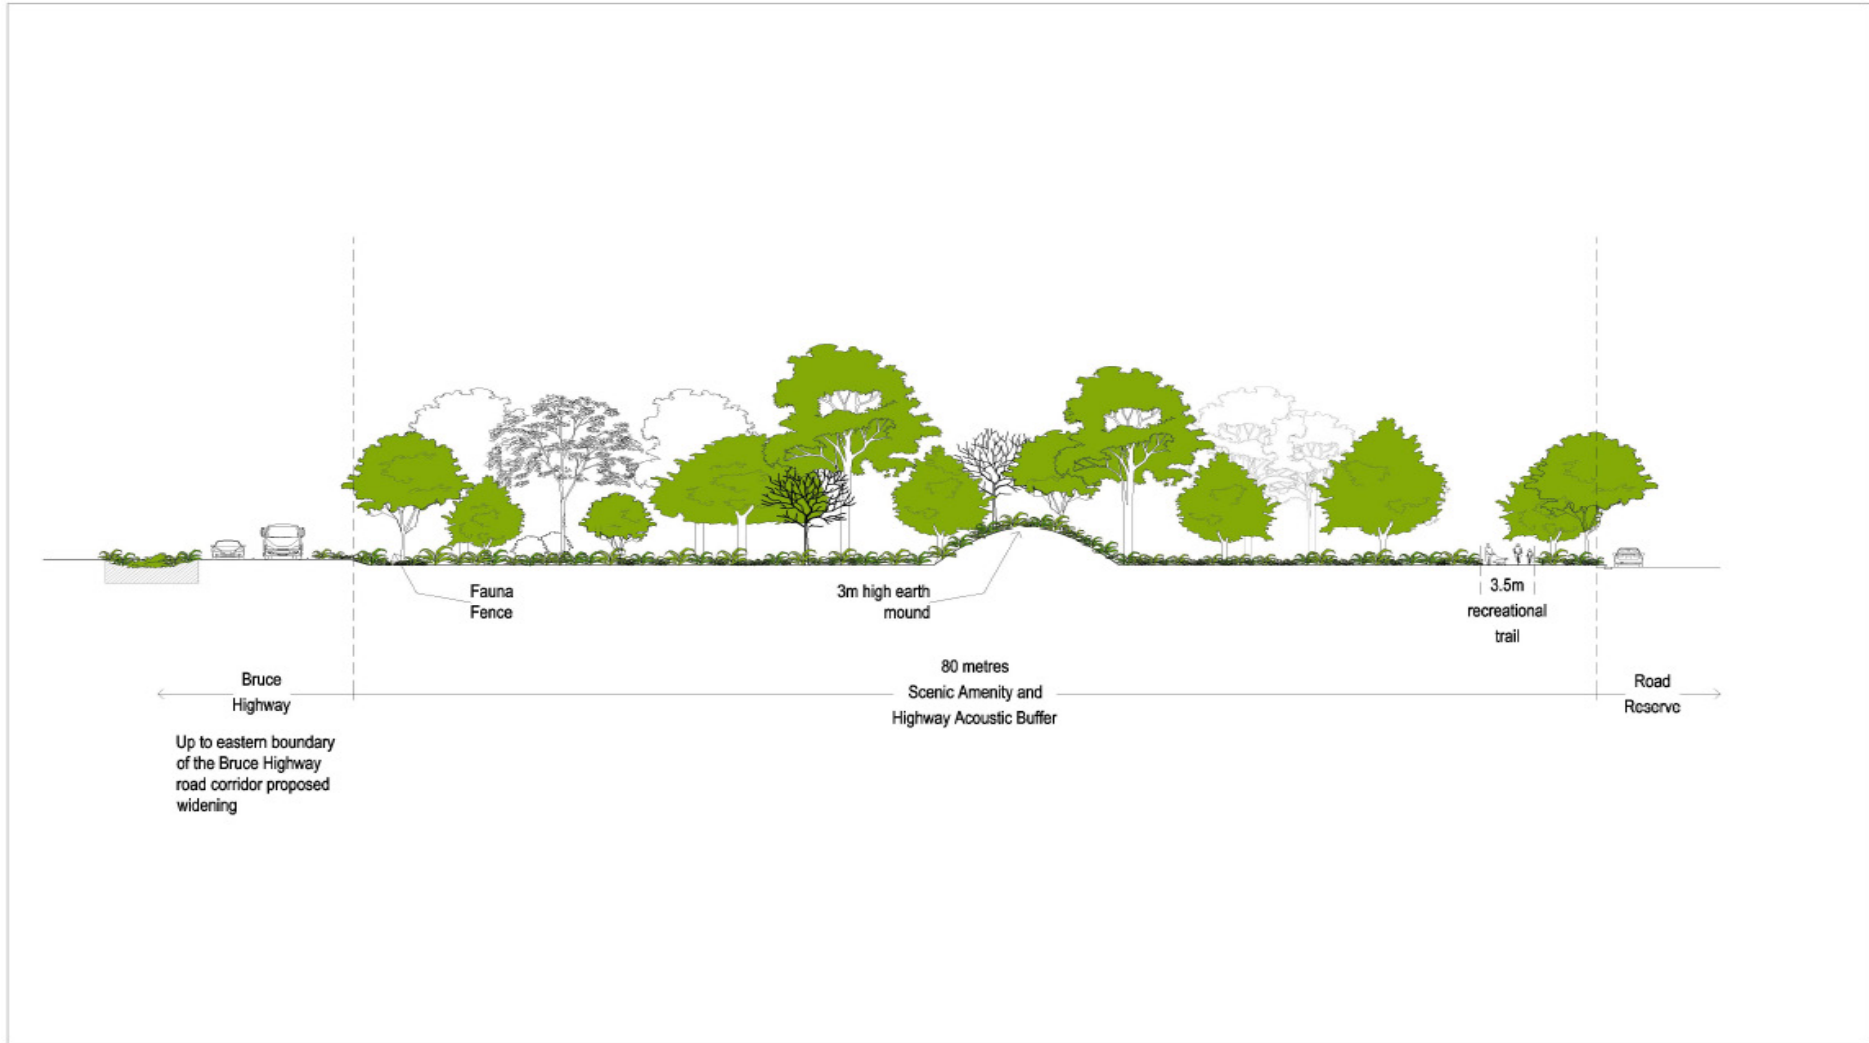 Fauna
Fence
3m high earth
mound
3.5m
recreational
trail
Bruce
Highway
80 metres
Scenic Amenity and
Highway Acoustic Buffer
Road
Reserve
Up to eastern boundary
of the Bruce Highway
road corridor proposed
widening